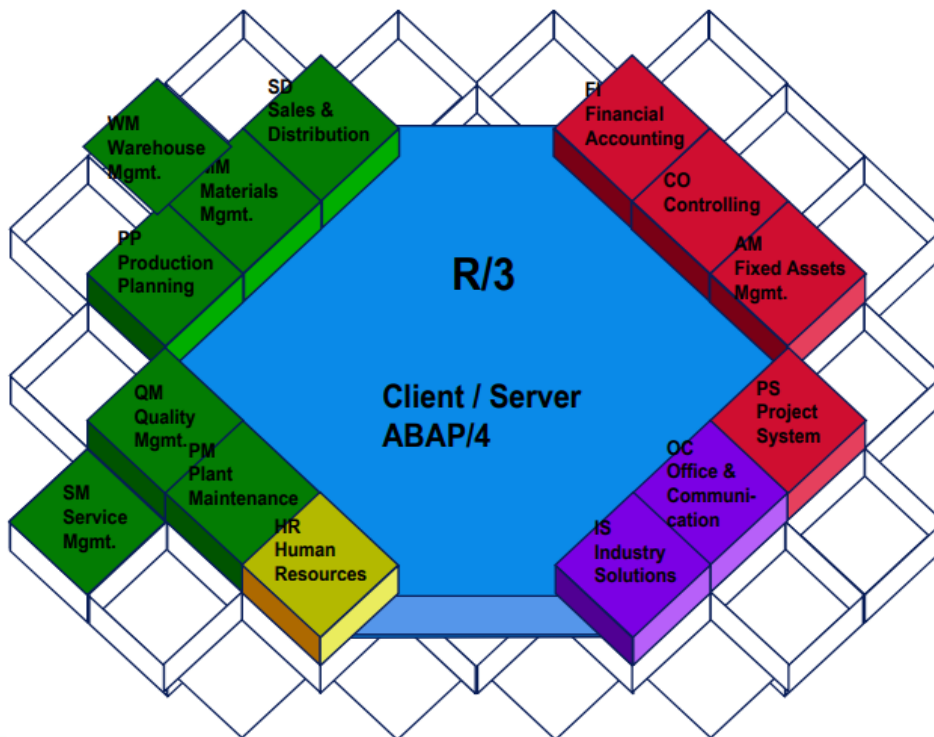 SD
Sales &
Distribution
WM
Warehouse
Mgmt.
MM
Materials
Mgmt.
PP
Production
Planning
FI
Financial
Accounting
CO
Controlling
AM
Fixed Assets
Mgmt.
R/3
Client / Server
ABAP/4
QM
Quality
Mgmt.
PM
Plant
Maintenance
SM
Service
Mgmt.
HR
Human
Resources
PS
Project
System
OC
Office &
Communi-
cation
IS
Industry
Solutions